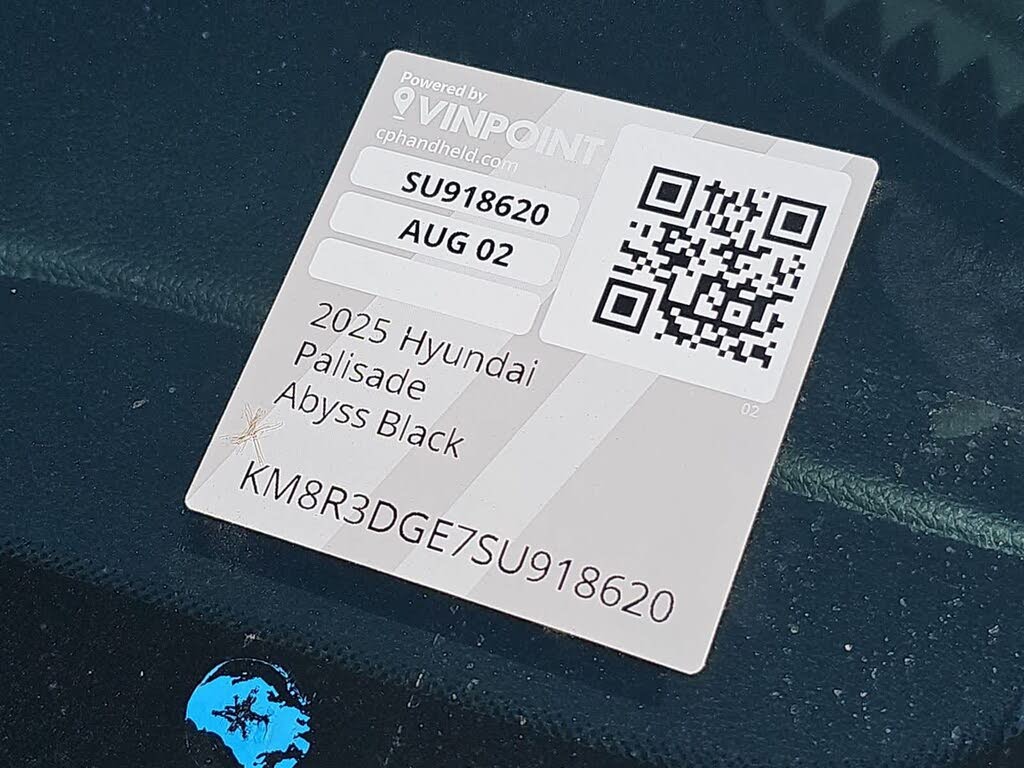 Powered by
VINPOINT
cphandheld.com
SU918620
AUG 02
2025 Hyundai
Palisade
Abyss Black
KM8R3DGE7SU918620
02